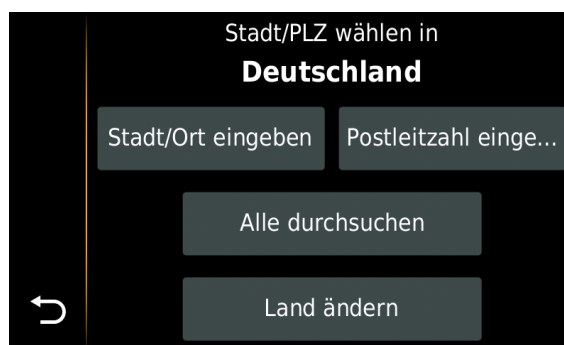 Stadt/PLZ wählen in
Deutschland
Stadt/Ort eingeben
Postleitzahl einge...
Alle durchsuchen
Land ändern